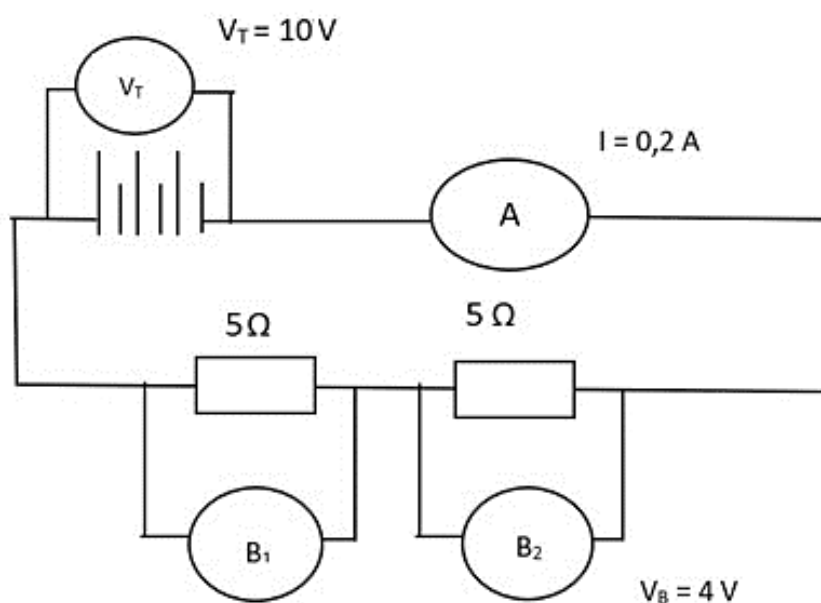 V_T = 10 V
V_T
I = 0,2 A
A
5 Ω
5 Ω
B₁
B₂
V_B = 4 V